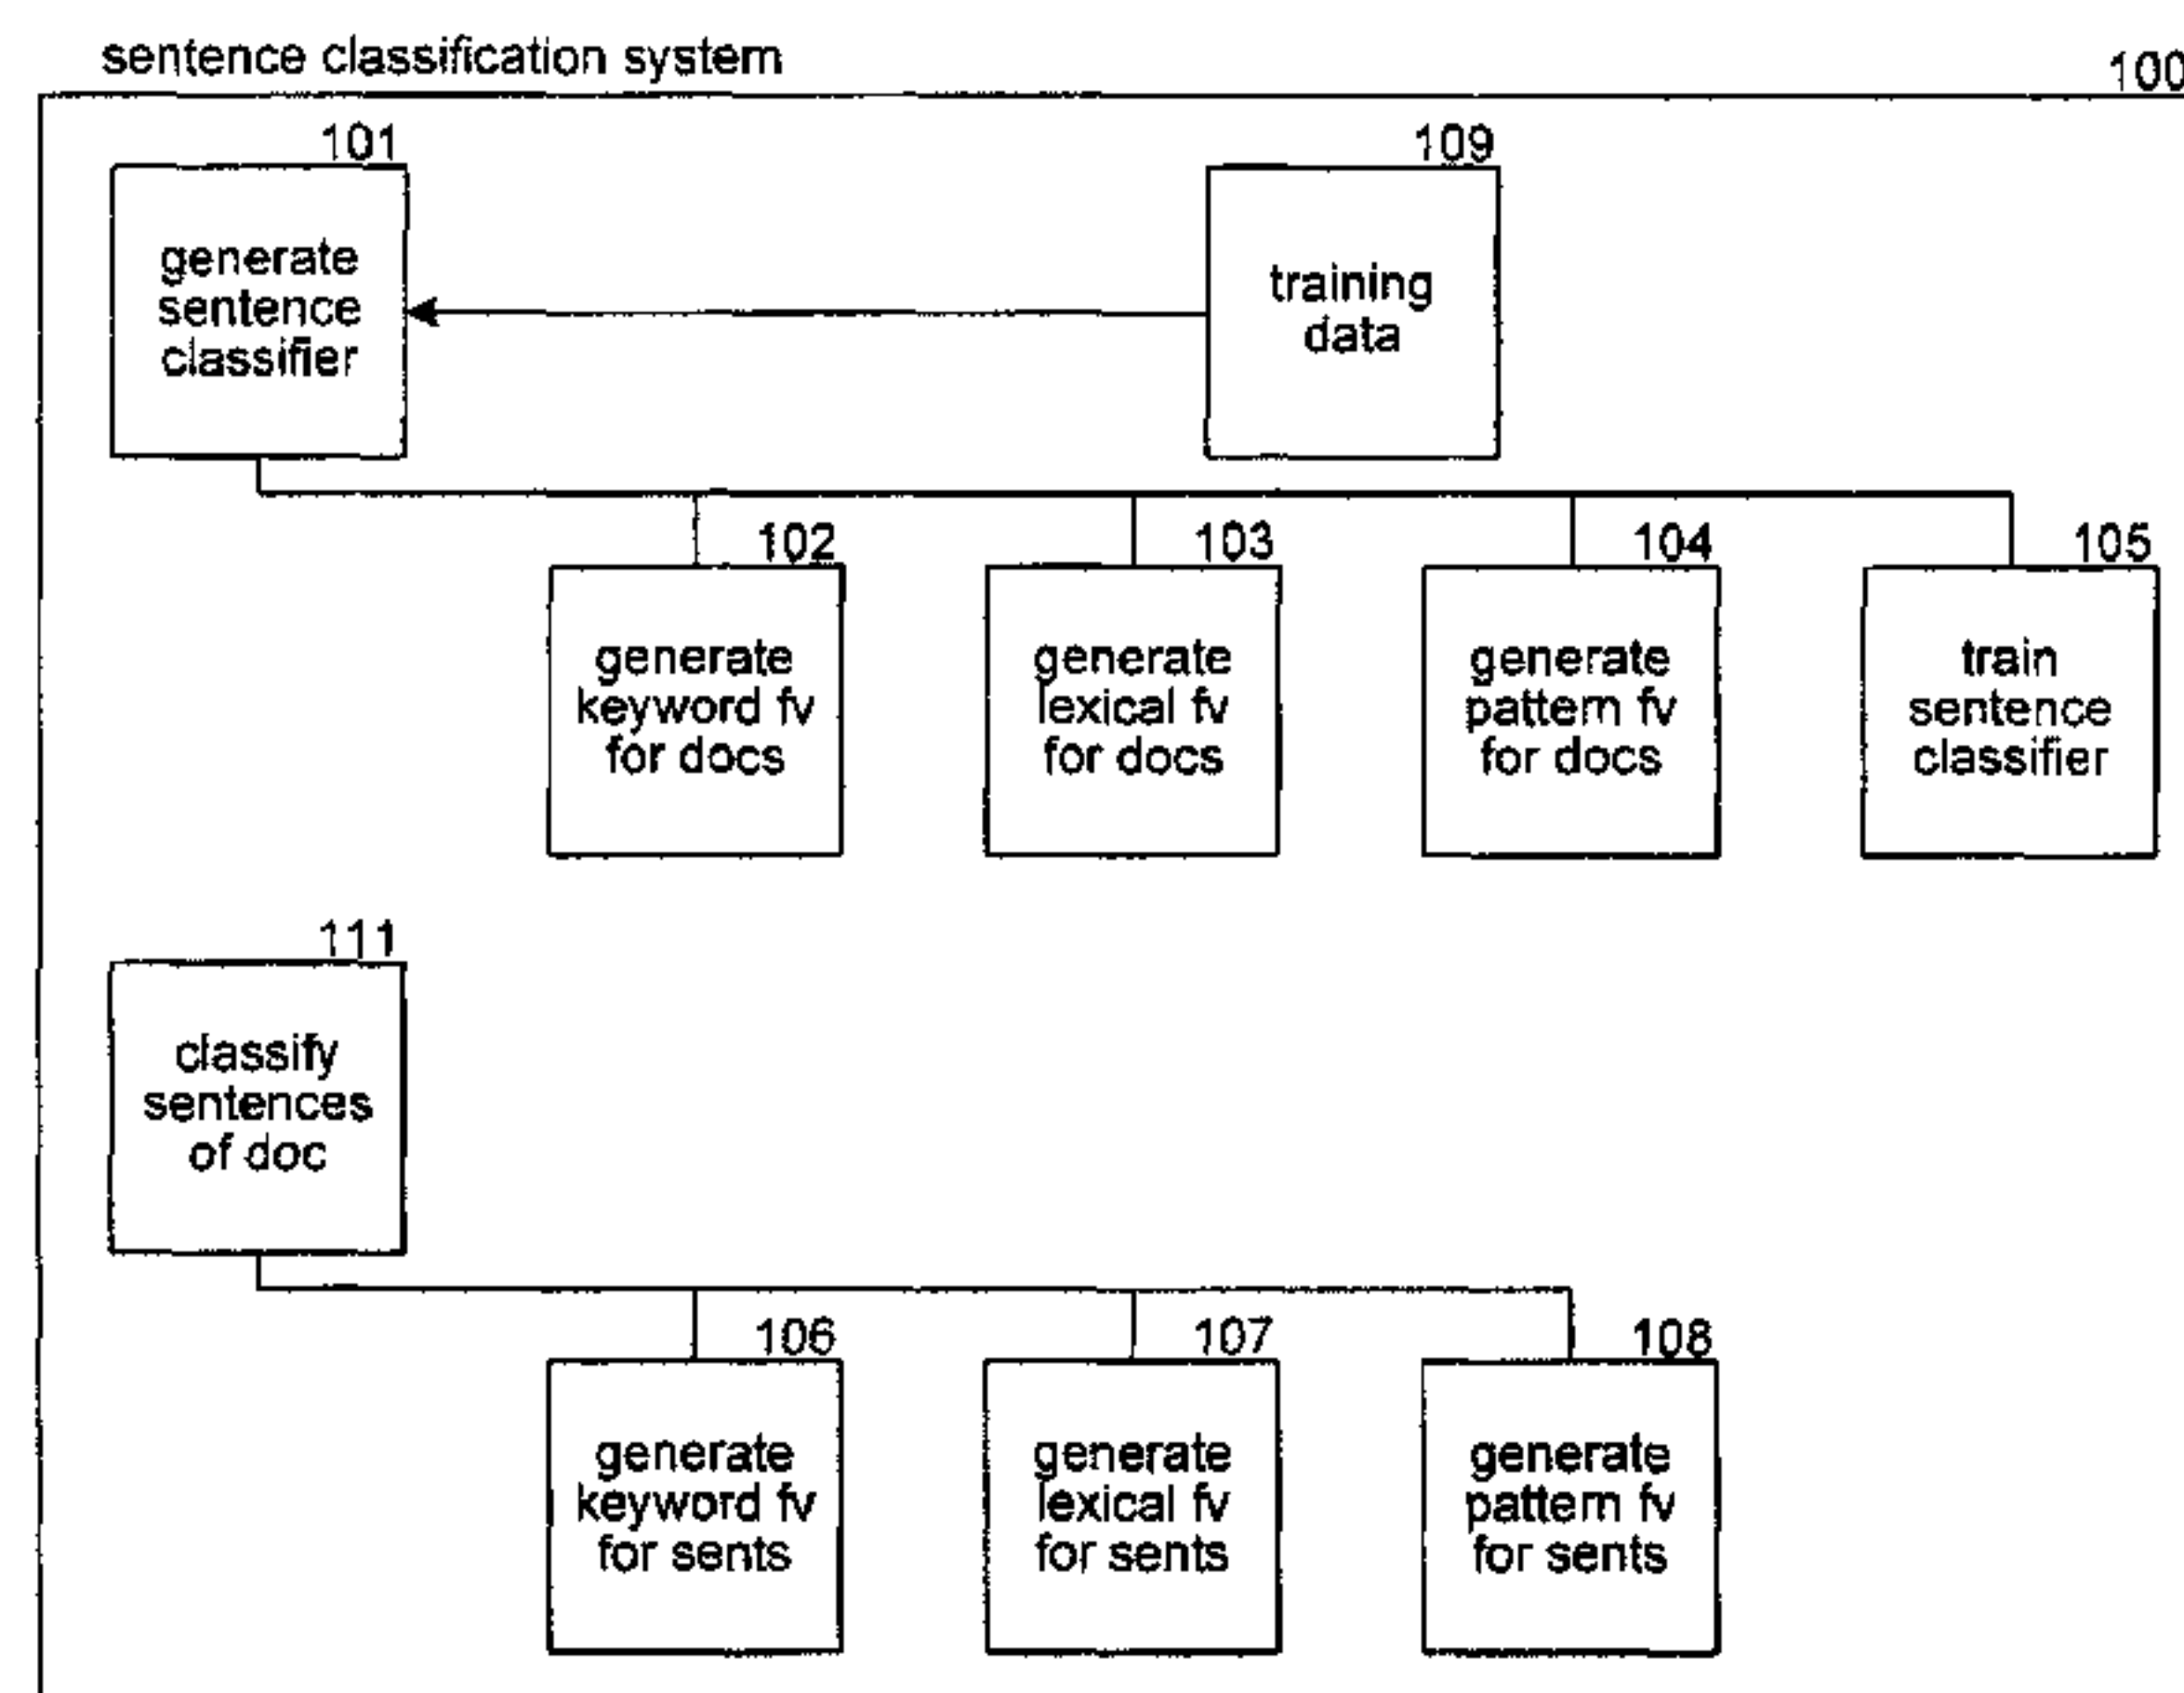 sentence classification system
100
101
generate
sentence
classifier
109
training
data
102
generate
keyword fv
for docs
103
generate
lexical fv
for docs
104
generate
pattern fv
for docs
105
train
sentence
classifier
111
classify
sentences
of doc
106
generate
keyword fv
for sents
107
generate
lexical fv
for sents
108
generate
pattern fv
for sents